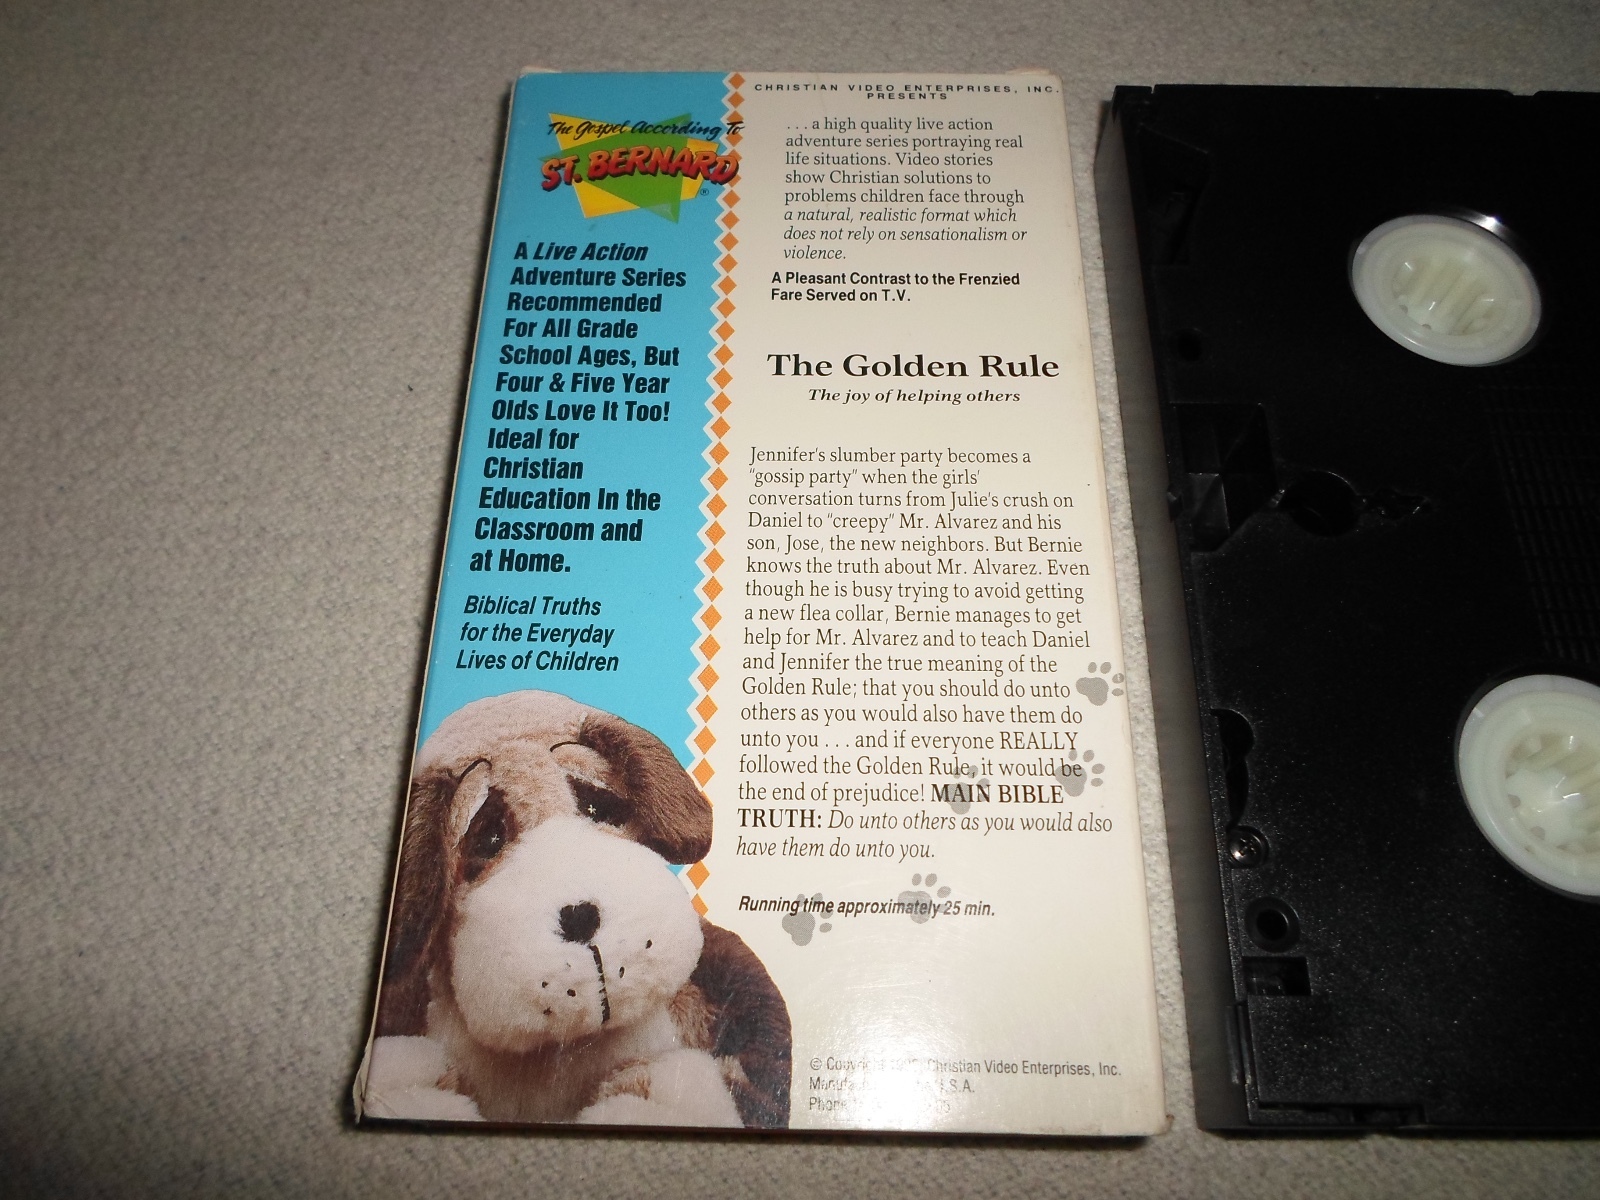 The Gospel According To
ST. BERNARD®
A Live Action
Adventure Series
Recommended
For All Grade
School Ages, But
Four & Five Year
Olds Love It Too!
Ideal for
Christian
Education In the
Classroom and
at Home.
Biblical Truths
for the Everyday
Lives of Children
CHRISTIAN VIDEO ENTERPRISES, INC.
PRESENTS
. . . a high quality live action
adventure series portraying real
life situations. Video stories
show Christian solutions to
problems children face through
a natural, realistic format which
does not rely on sensationalism or
violence.
A Pleasant Contrast to the Frenzied
Fare Served on T.V.
The Golden Rule
The joy of helping others
Jennifer's slumber party becomes a
"gossip party" when the girls'
conversation turns from Julie's crush on
Daniel to "creepy" Mr. Alvarez and his
son, Jose, the new neighbors. But Bernie
knows the truth about Mr. Alvarez. Even
though he is busy trying to avoid getting
a new flea collar, Bernie manages to get
help for Mr. Alvarez and to teach Daniel
and Jennifer the true meaning of the
Golden Rule; that you should do unto
others as you would also have them do
unto you . . . and if everyone REALLY
followed the Golden Rule, it would be
the end of prejudice! MAIN BIBLE
TRUTH: Do unto others as you would also
have them do unto you.
Running time approximately 25 min.
© Copyright Christian Video Enterprises, Inc.
U.S.A.
Phone